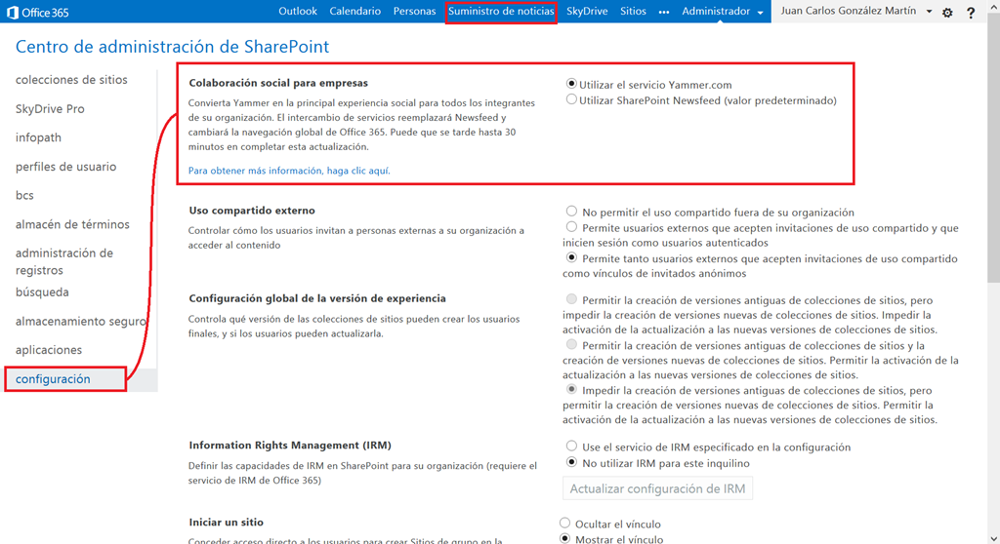 Office 365
Outlook Calendario Personas Suministro de noticias SkyDrive Sitios ••• Administrador Juan Carlos González Martín ?
Centro de administración de SharePoint
colecciones de sitios
SkyDrive Pro
infopath
perfiles de usuario
bcs
almacén de términos
administración de
registros
búsqueda
almacenamiento seguro
aplicaciones
configuración
Colaboración social para empresas
Convierta Yammer en la principal experiencia social para todos los integrantes
de su organización. El intercambio de servicios reemplazará Newsfeed y
cambiará la navegación global de Office 365. Puede que se tarde hasta 30
minutos en completar esta actualización.
Para obtener más información, haga clic aquí.
Utilizar el servicio Yammer.com
Utilizar SharePoint Newsfeed (valor predeterminado)
Uso compartido externo
Controlar cómo los usuarios invitan a personas externas a su organización a
acceder al contenido
No permitir el uso compartido fuera de su organización
Permite usuarios externos que acepten invitaciones de uso compartido y que
inicien sesión como usuarios autenticados
Permite tanto usuarios externos que acepten invitaciones de uso compartido
como vínculos de invitados anónimos
Configuración global de la versión de experiencia
Controla qué versión de las colecciones de sitios pueden crear los usuarios
finales, y si los usuarios pueden actualizarla.
Permitir la creación de versiones antiguas de colecciones de sitios, pero
impedir la creación de versiones nuevas de colecciones de sitios. Impedir la
activación de la actualización a las nuevas versiones de colecciones de sitios.
Permitir la creación de versiones antiguas de colecciones de sitios y la
creación de versiones nuevas de colecciones de sitios. Permitir la activación de la
actualización a las nuevas versiones de colecciones de sitios.
Impedir la creación de versiones antiguas de colecciones de sitios, pero
permitir la creación de versiones nuevas de colecciones de sitios. Permitir la
activación de la actualización a las nuevas versiones de colecciones de sitios.
Information Rights Management (IRM)
Definir las capacidades de IRM en SharePoint para su organización (requiere el
servicio de IRM de Office 365)
Use el servicio de IRM especificado en la configuración
No utilizar IRM para este inquilino
Actualizar configuración de IRM
Iniciar un sitio
Conceder acceso directo a los usuarios para crear Sitios de grupo en la
Ocultar el vínculo
Mostrar el vínculo